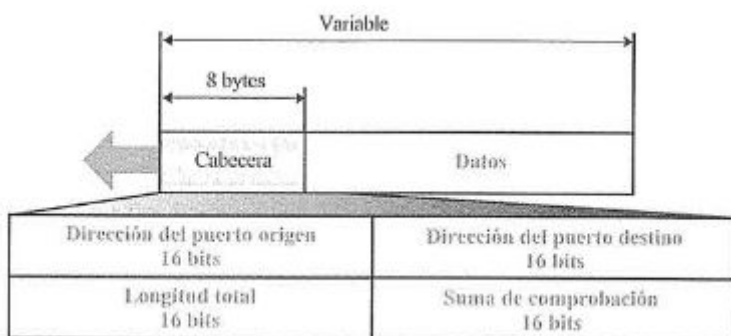 Variable
8 bytes
Cabecera
Datos
Dirección del puerto origen
16 bits
Dirección del puerto destino
16 bits
Longitud total
16 bits
Suma de comprobación
16 bits